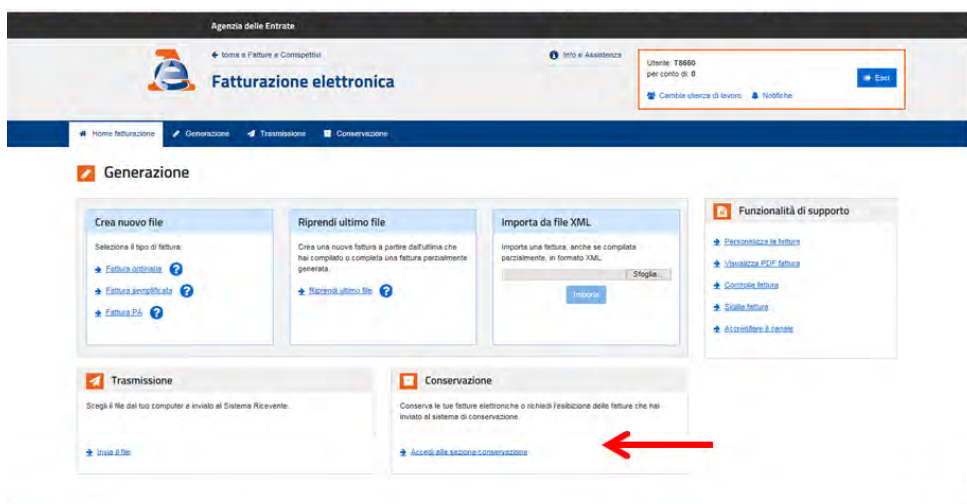 Agenzia delle Entrate
torna a Fatture e Corrispettivi
Info e Assistenza
Fatturazione elettronica
Utente: T8660
per conto di: 0
Esci
Cambia utenza di lavoro
Notifiche
Home fatturazione
Generazione
Trasmissione
Conservazione
Generazione
Crea nuovo file
Seleziona il tipo di fattura:
Fattura ordinaria ?
Fattura semplificata ?
Fattura PA ?
Riprendi ultimo file
Crea una nuova fattura a partire dall'ultima che
hai compilato o completa una fattura parzialmente
generata.
Riprendi ultimo file ?
Importa da file XML
Importa una fattura, anche se compilata
parzialmente, in formato XML.
Sfoglia...
Importa
Funzionalità di supporto
Personalizza la fattura
Visualizza PDF fattura
Controlla fattura
Sigilla fattura
Accreditare il canale
Trasmissione
Scegli il file dal tuo computer e invialo al Sistema Ricevente.
Invia il file
Conservazione
Conserva le tue fatture elettroniche o richiedi l'esibizione delle fatture che hai
inviato al sistema di conservazione.
Accedi alla sezione conservazione